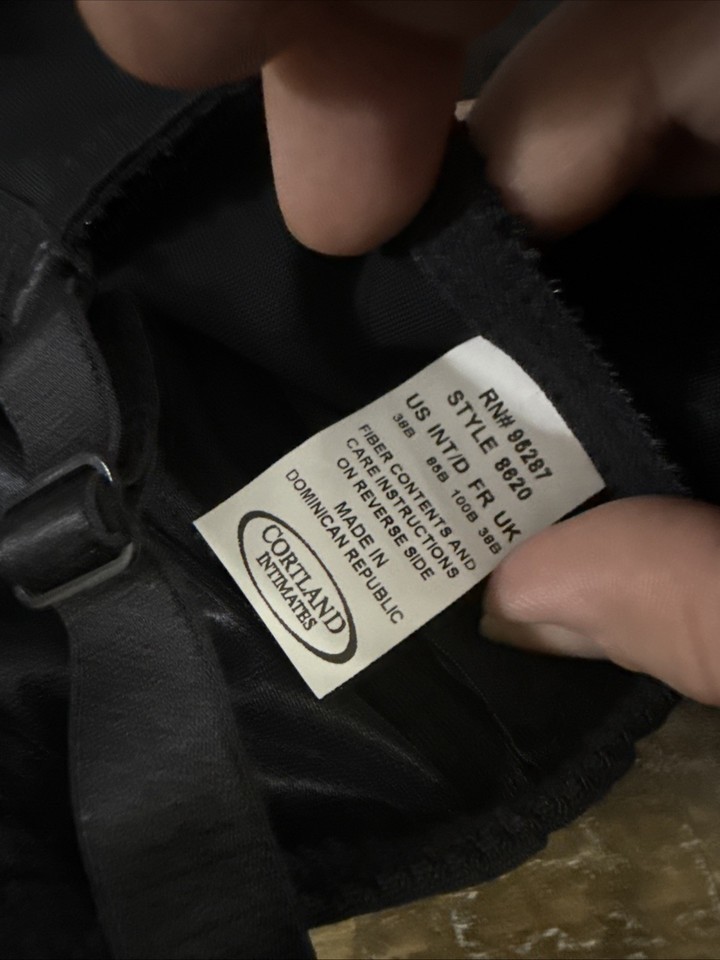 RN# 96287
STYLE 8620
US INT/D FR UK
38B 85B 100B 38B
FIBER CONTENTS AND
CARE INSTRUCTIONS
ON REVERSE SIDE
MADE IN
DOMINICAN REPUBLIC
CORTLAND
INTIMATES